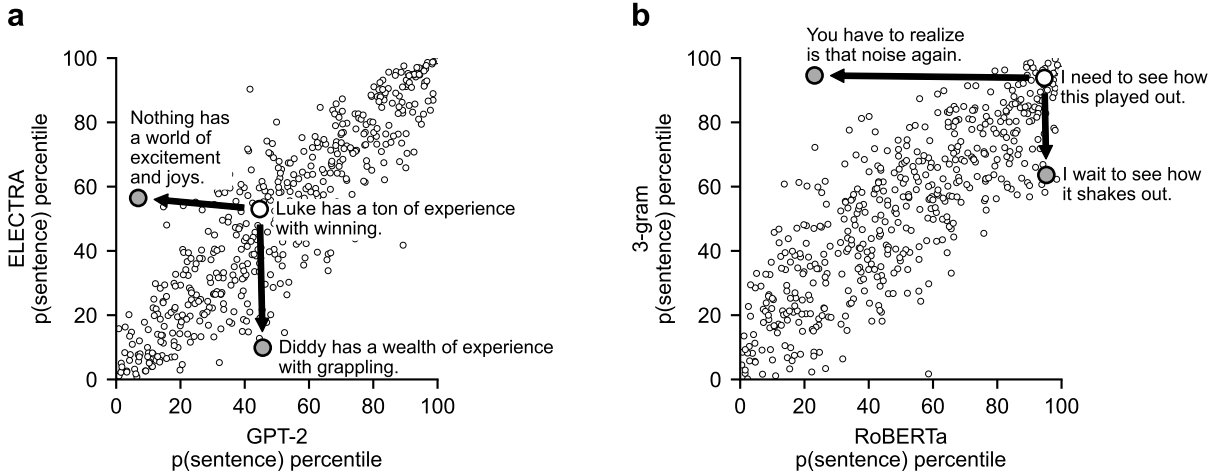 a
100
80
60
40
20
0
ELECTRA
p(sentence) percentile
Nothing has
a world of
excitement
and joys.
Luke has a ton of experience
with winning.
Diddy has a wealth of experience
with grappling.
0 20 40 60 80 100
GPT-2
p(sentence) percentile
b
100
80
60
40
20
0
3-gram
p(sentence) percentile
You have to realize
is that noise again.
I need to see how
this played out.
I wait to see how
it shakes out.
0 20 40 60 80 100
RoBERTa
p(sentence) percentile